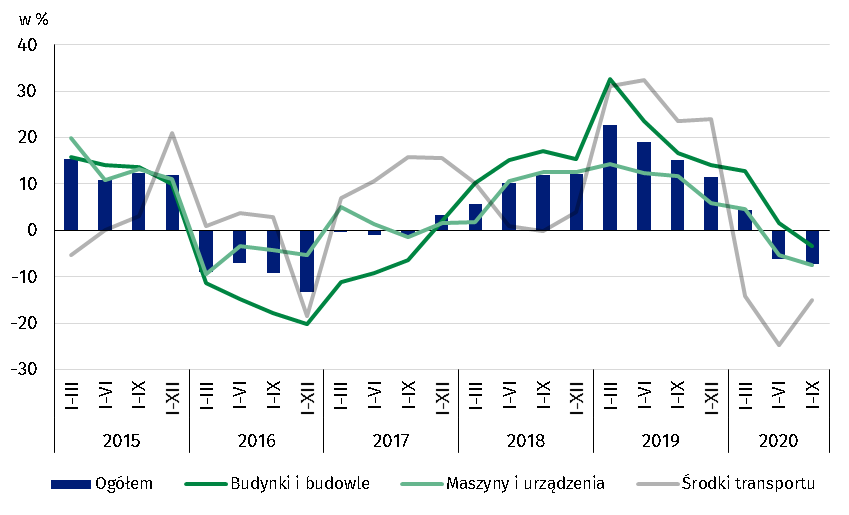 w %
40
30
20
10
0
-10
-20
-30
I-III I-VI I-IX I-XII I-III I-VI I-IX I-XII I-III I-VI I-IX I-XII I-III I-VI I-IX I-XII I-III I-VI I-IX I-XII I-III I-VI I-IX
2015 2016 2017 2018 2019 2020
Ogółem Budynki i budowle Maszyny i urządzenia Środki transportu